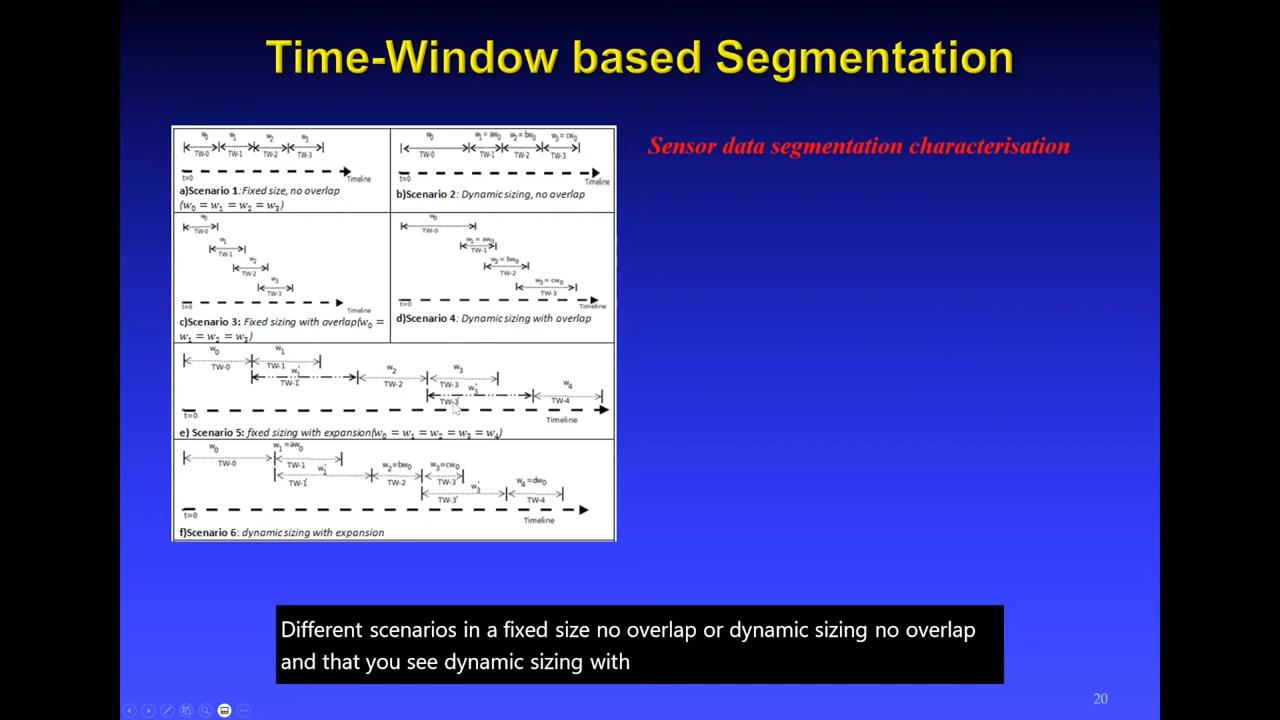 Time-Window based Segmentation
Sensor data segmentation characterisation
w0 w1 w2 w3
TW-0 TW-1 TW-2 TW-3
t=0 Timeline
a)Scenario 1:Fixed size, no overlap
(w0 = w1 = w2 = w3)
w0 w1 = aw0 w2 = bw0 w3 = cw0
TW-0 TW-1 TW-2 TW-3
t=0 Timeline
b)Scenario 2: Dynamic sizing, no overlap
w0
TW-0
w1
TW-1
w2
TW-2
w3
TW-3
t=0 Timeline
c)Scenario 3: Fixed sizing with overlap(w0 =
w1 = w2 = w3)
w0
TW-0
w1 = aw0
TW-1
w2 = bw0
TW-2
w3 = cw0
TW-3
t=0 Timeline
d)Scenario 4: Dynamic sizing with overlap
w0 w1
TW-0 TW-1
w1'
TW-1'
w2 w3
TW-2 TW-3
w3' w4
TW-3' TW-4
t=0 Timeline
e) Scenario 5: fixed sizing with expansion(w0 = w1 = w2 = w3 = w4)
w0 w1 =aw0
TW-0 TW-1
w1' w2=bw0 w3=cw0
TW-1' TW-2 TW-3
w3' w4 =dw0
TW-3' TW-4
t=0 Timeline
f)Scenario 6: dynamic sizing with expansion
Different scenarios in a fixed size no overlap or dynamic sizing no overlap
and that you see dynamic sizing with
20